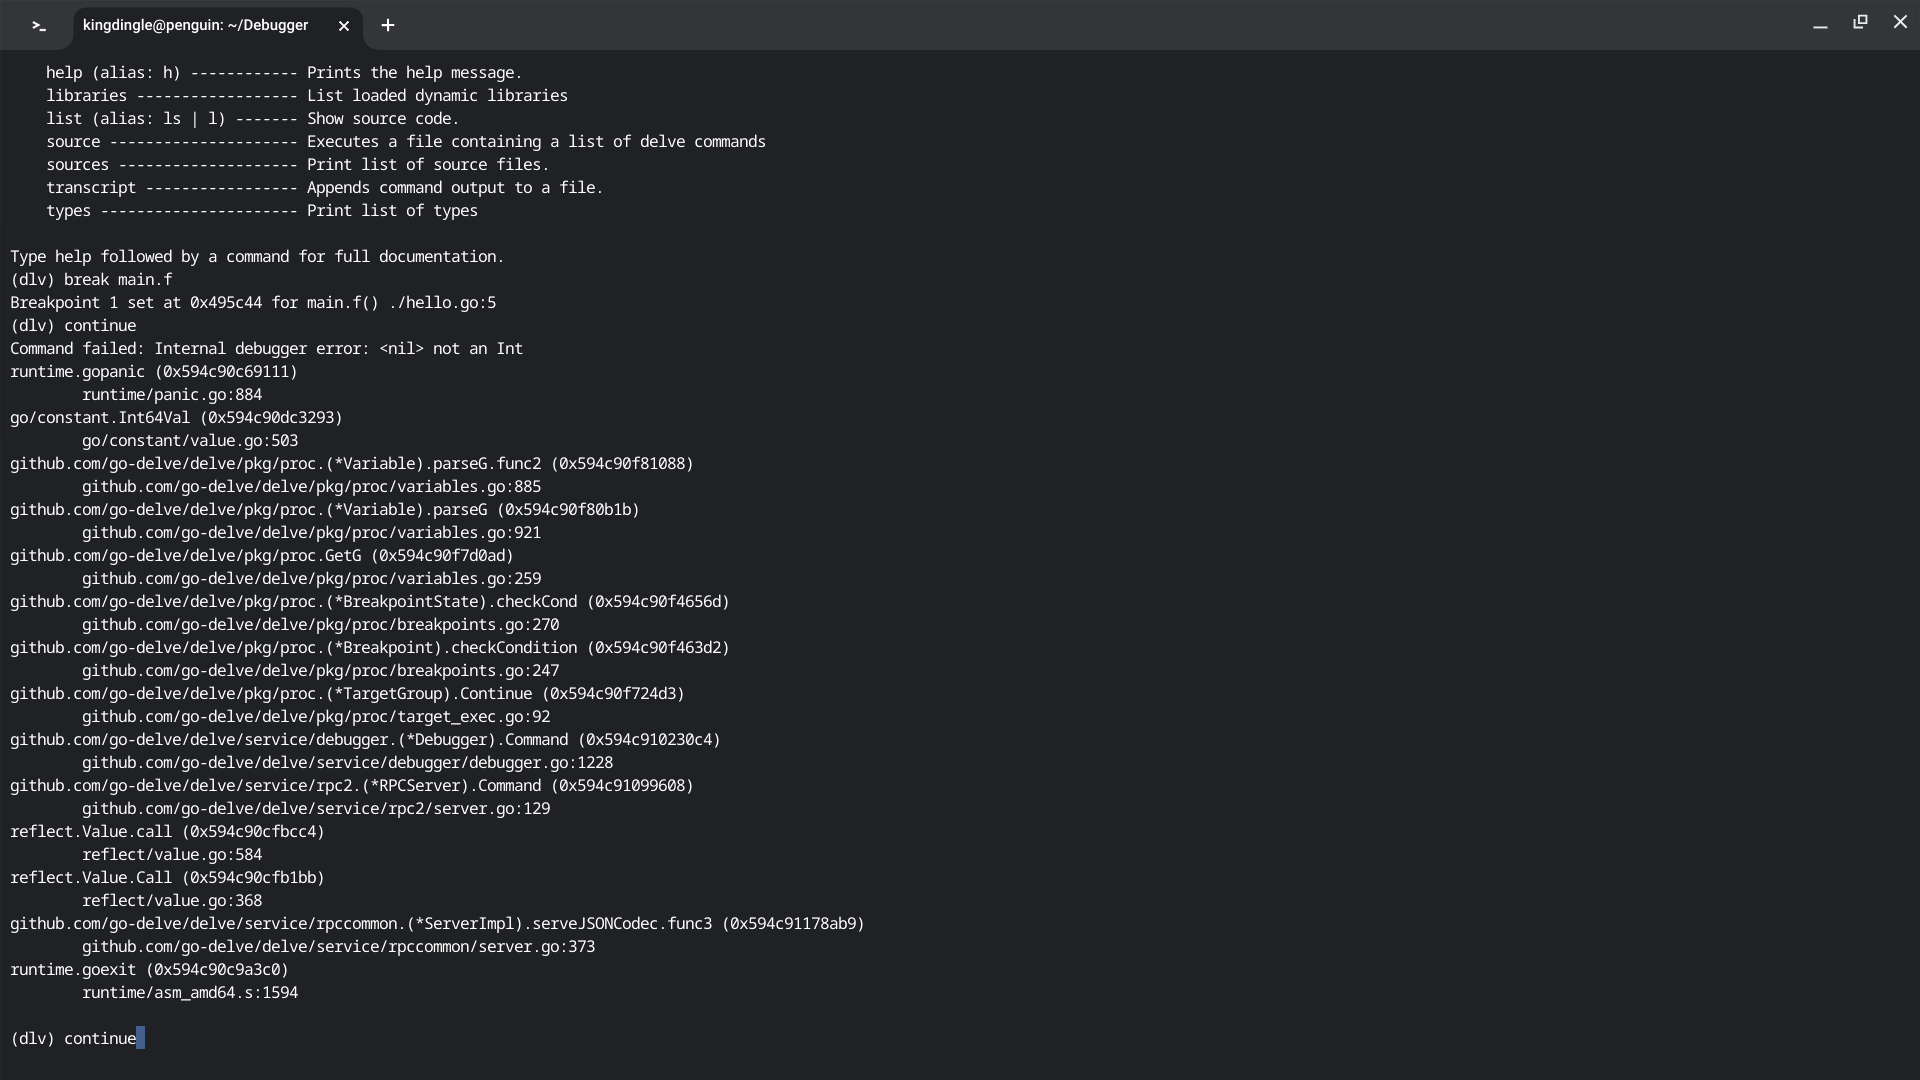 >_ kingdingle@penguin: ~/Debugger × +
help (alias: h) ------------ Prints the help message.
libraries ------------------ List loaded dynamic libraries
list (alias: ls | l) ------- Show source code.
source --------------------- Executes a file containing a list of delve commands
sources -------------------- Print list of source files.
transcript ----------------- Appends command output to a file.
types ---------------------- Print list of types
Type help followed by a command for full documentation.
(dlv) break main.f
Breakpoint 1 set at 0x495c44 for main.f() ./hello.go:5
(dlv) continue
Command failed: Internal debugger error: <nil> not an Int
runtime.gopanic (0x594c90c69111)
runtime/panic.go:884
go/constant.Int64Val (0x594c90dc3293)
go/constant/value.go:503
github.com/go-delve/delve/pkg/proc.(*Variable).parseG.func2 (0x594c90f81088)
github.com/go-delve/delve/pkg/proc/variables.go:885
github.com/go-delve/delve/pkg/proc.(*Variable).parseG (0x594c90f80b1b)
github.com/go-delve/delve/pkg/proc/variables.go:921
github.com/go-delve/delve/pkg/proc.GetG (0x594c90f7d0ad)
github.com/go-delve/delve/pkg/proc/variables.go:259
github.com/go-delve/delve/pkg/proc.(*BreakpointState).checkCond (0x594c90f4656d)
github.com/go-delve/delve/pkg/proc/breakpoints.go:270
github.com/go-delve/delve/pkg/proc.(*Breakpoint).checkCondition (0x594c90f463d2)
github.com/go-delve/delve/pkg/proc/breakpoints.go:247
github.com/go-delve/delve/pkg/proc.(*TargetGroup).Continue (0x594c90f724d3)
github.com/go-delve/delve/pkg/proc/target_exec.go:92
github.com/go-delve/delve/service/debugger.(*Debugger).Command (0x594c910230c4)
github.com/go-delve/delve/service/debugger/debugger.go:1228
github.com/go-delve/delve/service/rpc2.(*RPCServer).Command (0x594c91099608)
github.com/go-delve/delve/service/rpc2/server.go:129
reflect.Value.call (0x594c90cfbcc4)
reflect/value.go:584
reflect.Value.Call (0x594c90cfb1bb)
reflect/value.go:368
github.com/go-delve/delve/service/rpccommon.(*ServerImpl).serveJSONCodec.func3 (0x594c91178ab9)
github.com/go-delve/delve/service/rpccommon/server.go:373
runtime.goexit (0x594c90c9a3c0)
runtime/asm_amd64.s:1594
(dlv) continue